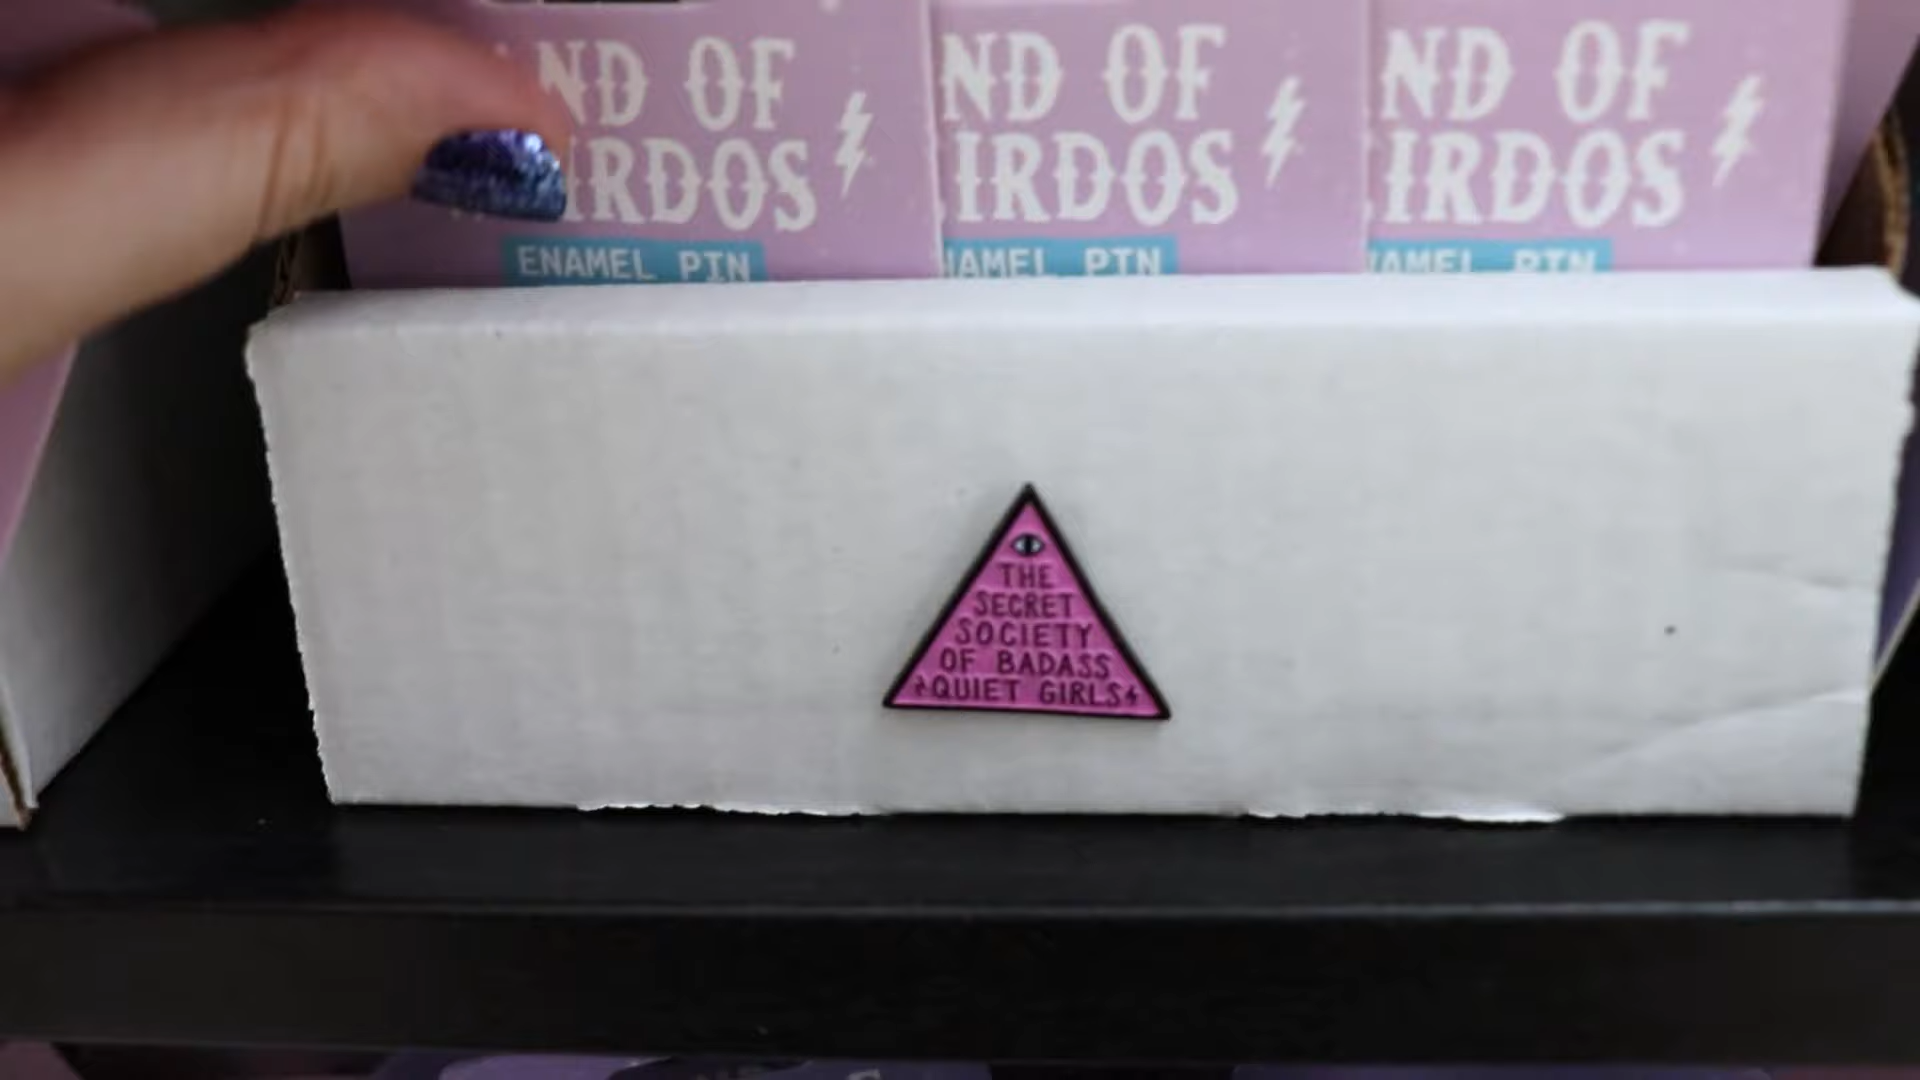 ND OF
IRDOS
ENAMEL PIN
ND OF
IRDOS
NAMEL PIN
ND OF
IRDOS
NAMEL PIN
THE
SECRET
SOCIETY
OF BADASS
QUIET GIRLS